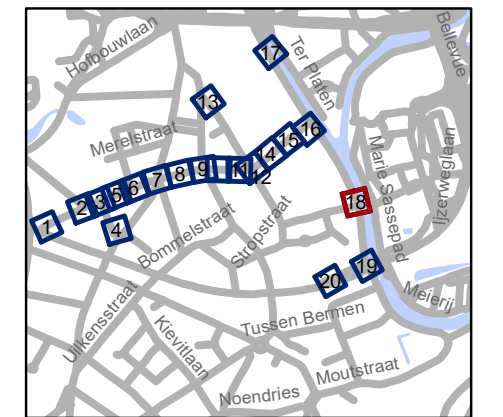 Hofbouwlaan
Ter Platen
Bellevue
17
13
Merelstraat
16
15
14
12
11
9
8
7
6
5
3
2
1
4
Marie Sassepad
Ijzerweglaan
18
Bommelstraat
Stropstraat
19
20
Meierij
Uilkensstraat
Kievitlaan
Tussen Bermen
Moutstraat
Noendries